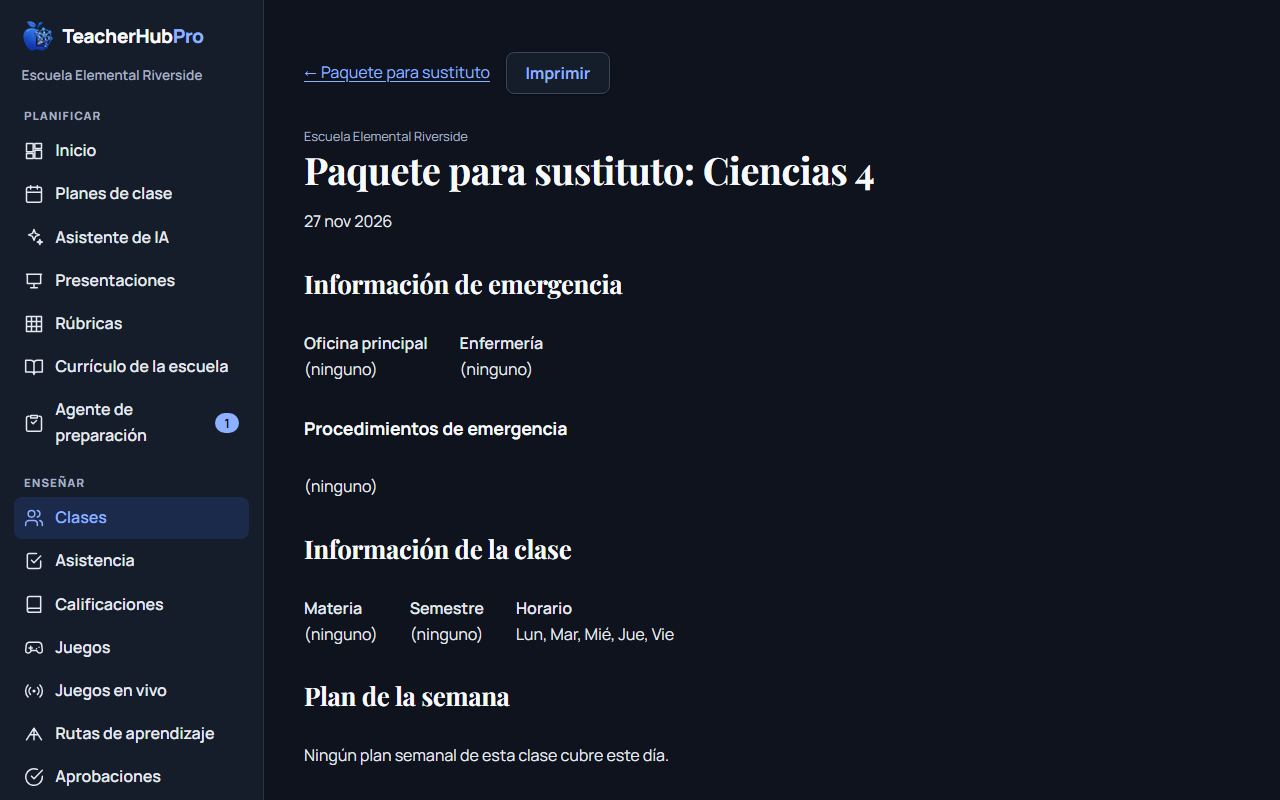 TeacherHubPro
Escuela Elemental Riverside
PLANIFICAR
Inicio
Planes de clase
Asistente de IA
Presentaciones
Rúbricas
Currículo de la escuela
Agente de
preparación
1
ENSEÑAR
Clases
Asistencia
Calificaciones
Juegos
Juegos en vivo
Rutas de aprendizaje
Aprobaciones
← Paquete para sustituto
Imprimir
Escuela Elemental Riverside
Paquete para sustituto: Ciencias 4
27 nov 2026
Información de emergencia
Oficina principal Enfermería
(ninguno) (ninguno)
Procedimientos de emergencia
(ninguno)
Información de la clase
Materia Semestre Horario
(ninguno) (ninguno) Lun, Mar, Mié, Jue, Vie
Plan de la semana
Ningún plan semanal de esta clase cubre este día.